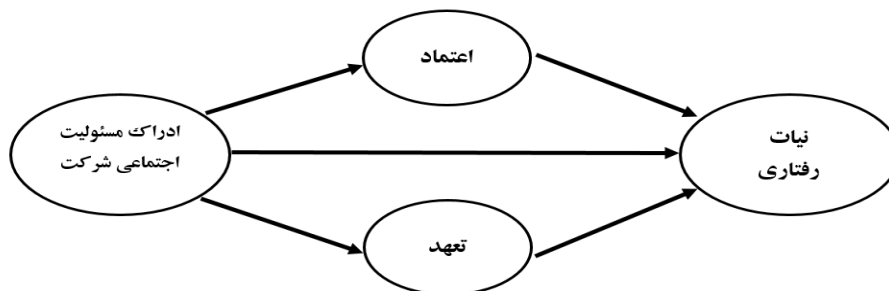 اعتماد
ادراک مسئولیت
اجتماعی شرکت
نیات
رفتاری
تعهد